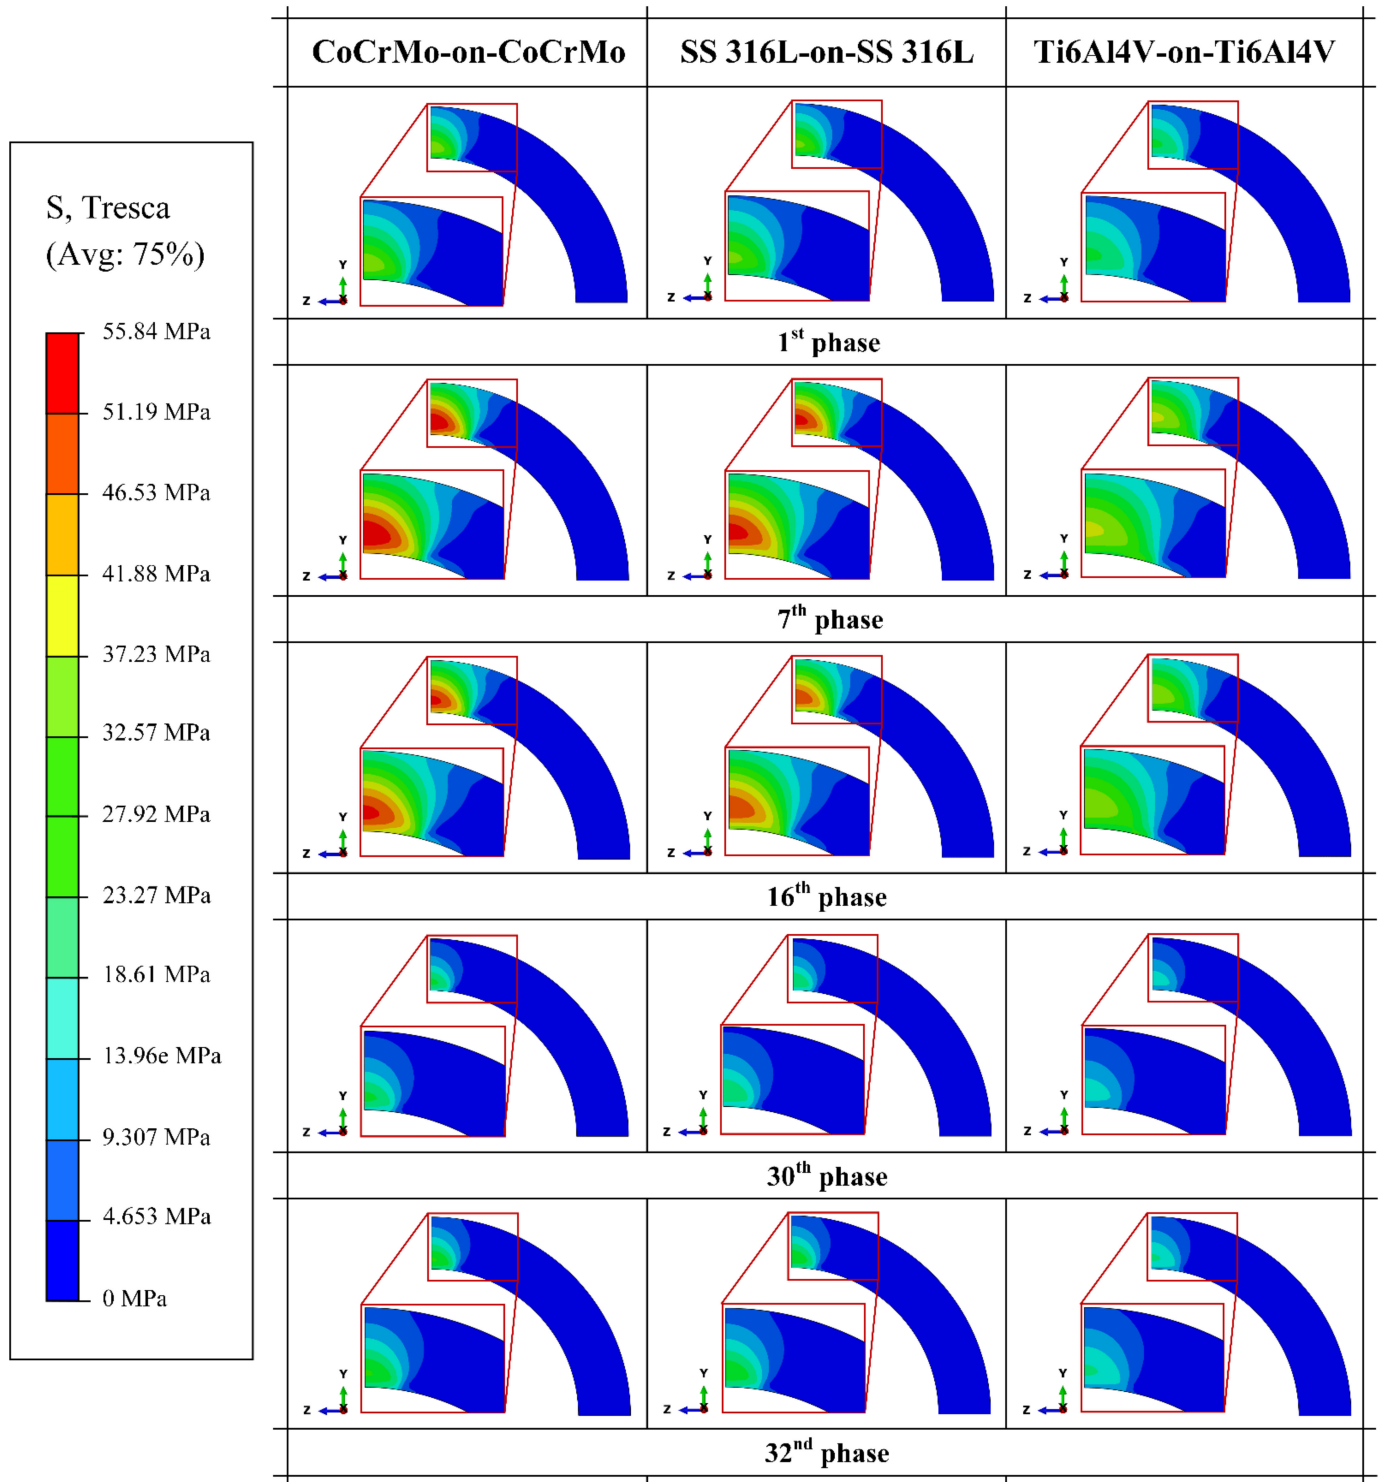 CoCrMo-on-CoCrMo
SS 316L-on-SS 316L
Ti6Al4V-on-Ti6Al4V
S, Tresca
(Avg: 75%)
55.84 MPa
51.19 MPa
46.53 MPa
41.88 MPa
37.23 MPa
32.57 MPa
27.92 MPa
23.27 MPa
18.61 MPa
13.96e MPa
9.307 MPa
4.653 MPa
0 MPa
Y
Z
X
Y
Z
X
Y
Z
X
1st phase
Y
Z
X
Y
Z
X
Y
Z
X
7th phase
Y
Z
X
Y
Z
X
Y
Z
X
16th phase
Y
Z
X
Y
Z
X
Y
Z
X
30th phase
Y
Z
X
Y
Z
X
Y
Z
X
32nd phase